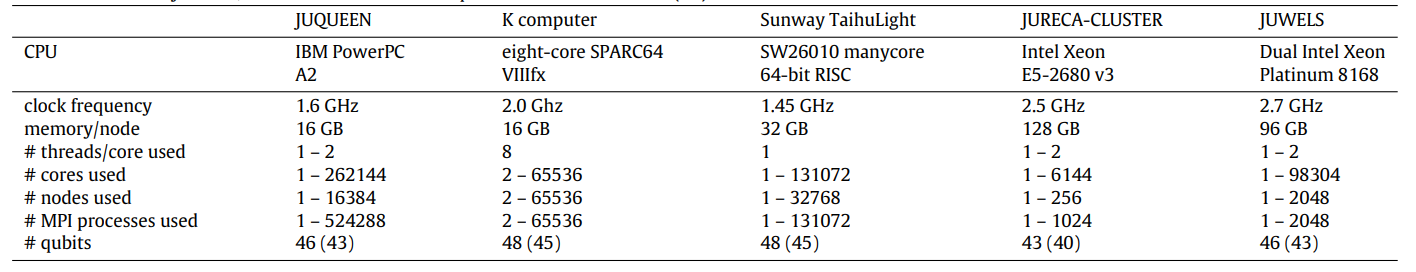 JUQUEEN K computer Sunway TaihuLight JURECA-CLUSTER JUWELS
CPU IBM PowerPC eight-core SPARC64 SW26010 manycore Intel Xeon Dual Intel Xeon
A2 VIIIfx 64-bit RISC E5-2680 v3 Platinum 8168
clock frequency 1.6 GHz 2.0 Ghz 1.45 GHz 2.5 GHz 2.7 GHz
memory/node 16 GB 16 GB 32 GB 128 GB 96 GB
# threads/core used 1 – 2 8 1 1 – 2 1 – 2
# cores used 1 – 262144 2 – 65536 1 – 131072 1 – 6144 1 – 98304
# nodes used 1 – 16384 2 – 65536 1 – 32768 1 – 256 1 – 2048
# MPI processes used 1 – 524288 2 – 65536 1 – 131072 1 – 1024 1 – 2048
# qubits 46 (43) 48 (45) 48 (45) 43 (40) 46 (43)